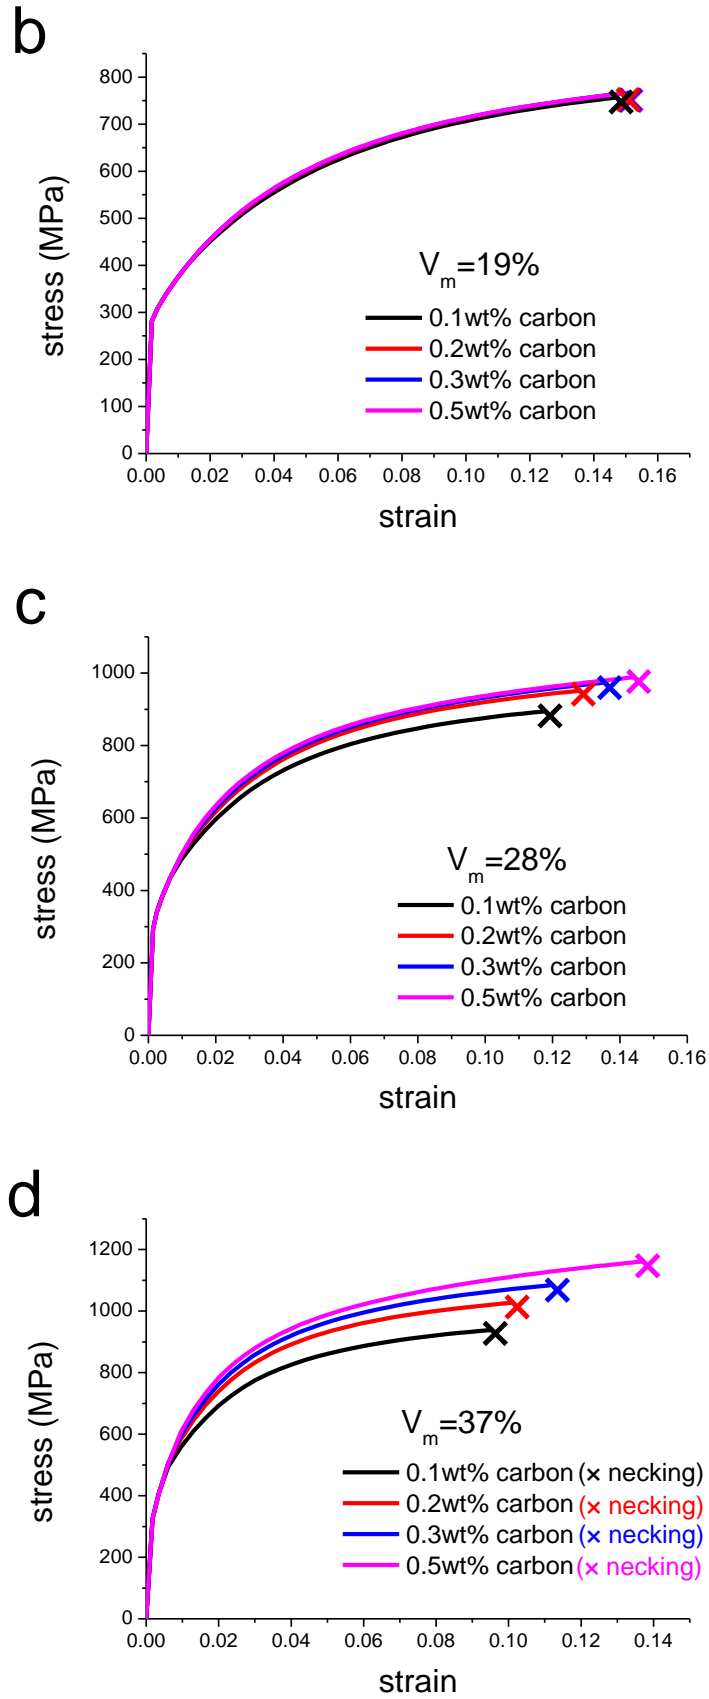 b
stress (MPa)
800
700
600
500
400
300
200
100
0
V_m=19%
0.1wt% carbon
0.2wt% carbon
0.3wt% carbon
0.5wt% carbon
0.00 0.02 0.04 0.06 0.08 0.10 0.12 0.14 0.16
strain
c
stress (MPa)
1000
800
600
400
200
0
V_m=28%
0.1wt% carbon
0.2wt% carbon
0.3wt% carbon
0.5wt% carbon
0.00 0.02 0.04 0.06 0.08 0.10 0.12 0.14 0.16
strain
d
stress (MPa)
1200
1000
800
600
400
200
0
V_m=37%
0.1wt% carbon (× necking)
0.2wt% carbon (× necking)
0.3wt% carbon (× necking)
0.5wt% carbon (× necking)
0.00 0.02 0.04 0.06 0.08 0.10 0.12 0.14
strain